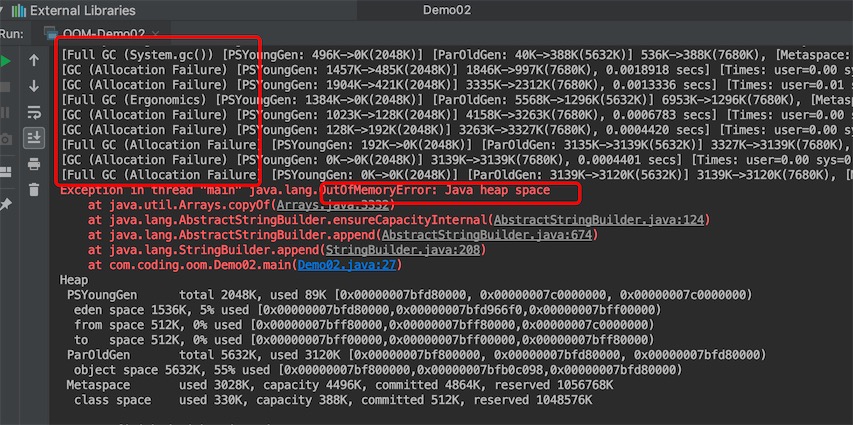 External Libraries
Demo02
Run:
OOM-Demo02
[Full GC (System.gc()) [PSYoungGen: 496K->0K(2048K)] [ParOldGen: 40K->388K(5632K)] 536K->388K(7680K), [Metaspace:
[GC (Allocation Failure) [PSYoungGen: 1457K->485K(2048K)] 1846K->997K(7680K), 0.0018918 secs] [Times: user=0.00 sy
[GC (Allocation Failure) [PSYoungGen: 1904K->421K(2048K)] 3335K->2312K(7680K), 0.0013336 secs] [Times: user=0.01 s
[Full GC (Ergonomics) [PSYoungGen: 1384K->0K(2048K)] [ParOldGen: 5568K->1296K(5632K)] 6953K->1296K(7680K), [Metasp
[GC (Allocation Failure) [PSYoungGen: 1023K->128K(2048K)] 4158K->3263K(7680K), 0.0006783 secs] [Times: user=0.00 s
[GC (Allocation Failure) [PSYoungGen: 128K->192K(2048K)] 3263K->3327K(7680K), 0.0004420 secs] [Times: user=0.00 sy
[Full GC (Allocation Failure) [PSYoungGen: 192K->0K(2048K)] [ParOldGen: 3135K->3139K(5632K)] 3327K->3139K(7680K),
[GC (Allocation Failure) [PSYoungGen: 0K->0K(2048K)] 3139K->3139K(7680K), 0.0004401 secs] [Times: user=0.00 sys=0
[Full GC (Allocation Failure) [PSYoungGen: 0K->0K(2048K)] [ParOldGen: 3139K->3120K(5632K)] 3139K->3120K(7680K), [M
Exception in thread "main" java.lang.OutOfMemoryError: Java heap space
at java.util.Arrays.copyOf(Arrays.java:3332)
at java.lang.AbstractStringBuilder.ensureCapacityInternal(AbstractStringBuilder.java:124)
at java.lang.AbstractStringBuilder.append(AbstractStringBuilder.java:674)
at java.lang.StringBuilder.append(StringBuilder.java:208)
at com.coding.oom.Demo02.main(Demo02.java:27)
Heap
PSYoungGen total 2048K, used 89K [0x00000007bfd80000, 0x00000007c0000000, 0x00000007c0000000)
eden space 1536K, 5% used [0x00000007bfd80000,0x00000007bfd966f0,0x00000007bff00000)
from space 512K, 0% used [0x00000007bff80000,0x00000007bff80000,0x00000007c0000000)
to space 512K, 0% used [0x00000007bff00000,0x00000007bff00000,0x00000007bff80000)
ParOldGen total 5632K, used 3120K [0x00000007bf800000, 0x00000007bfd80000, 0x00000007bfd80000)
object space 5632K, 55% used [0x00000007bf800000,0x00000007bfb0c098,0x00000007bfd80000)
Metaspace used 3028K, capacity 4496K, committed 4864K, reserved 1056768K
class space used 330K, capacity 388K, committed 512K, reserved 1048576K